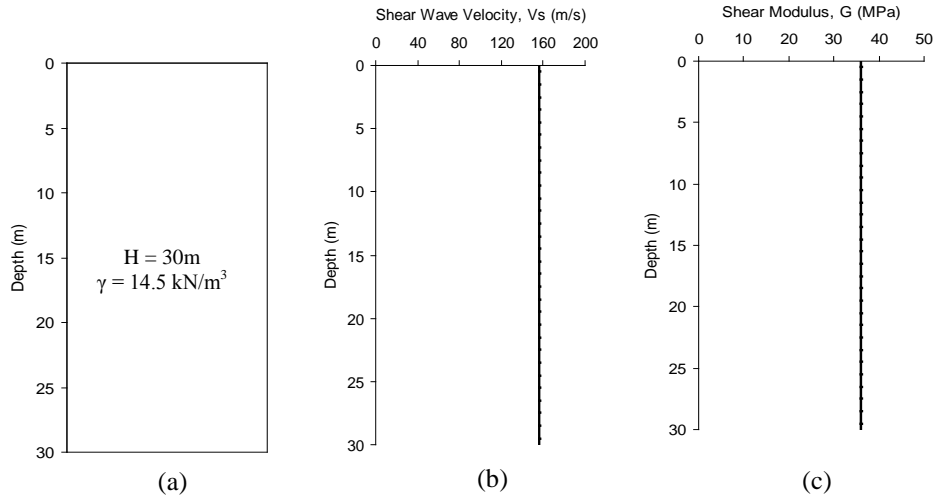 0
5
10
15
20
25
30
Depth (m)
H = 30m
γ = 14.5 kN/m³
(a)
Shear Wave Velocity, Vs (m/s)
0 40 80 120 160 200
0
5
10
15
20
25
30
Depth (m)
(b)
Shear Modulus, G (MPa)
0 10 20 30 40 50
0
5
10
15
20
25
30
Depth (m)
(c)